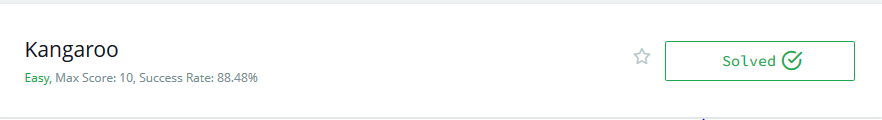 Kangaroo
Solved
Easy, Max Score: 10, Success Rate: 88.48%